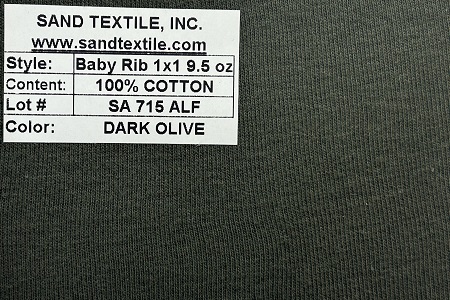 SAND TEXTILE, INC.
www.sandtextile.com
Style: Baby Rib 1x1 9.5 oz
Content: 100% COTTON
Lot # SA 715 ALF
Color: DARK OLIVE